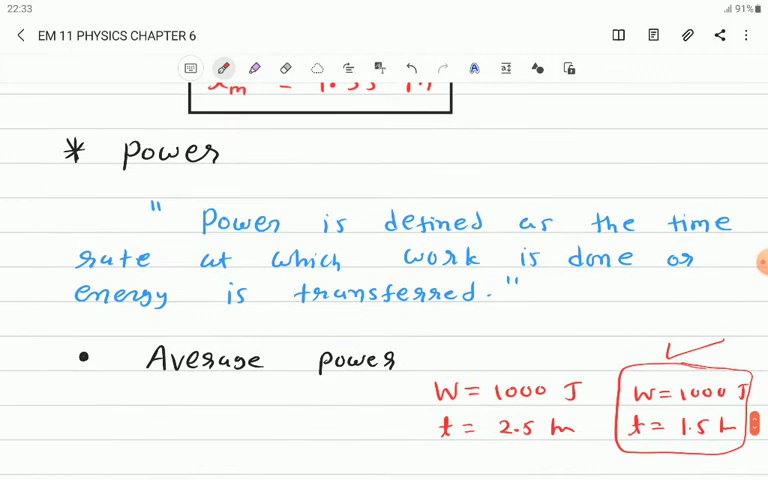 22:33
91%
EM 11 PHYSICS CHAPTER 6
* Power
" Power is defined as the time
rate at which work is done or
energy is transferred. "
• Average power
W = 1000 J
t = 2.5 h
W = 1000 J
t = 1.5 h